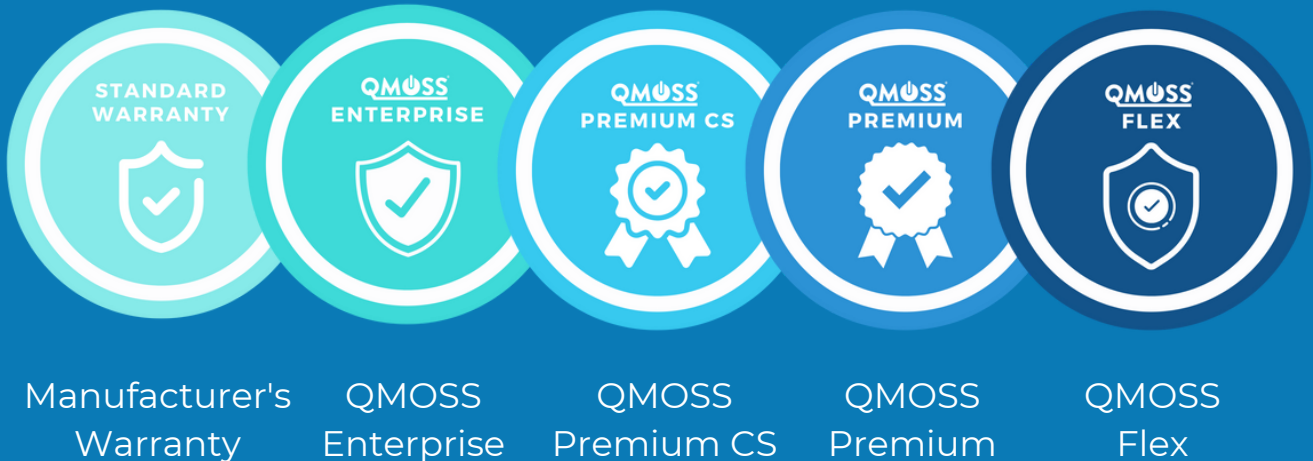 STANDARD
WARRANTY
QMOSS
ENTERPRISE
QMOSS
PREMIUM CS
QMOSS
PREMIUM
QMOSS
FLEX
Manufacturer's
Warranty
QMOSS
Enterprise
QMOSS
Premium CS
QMOSS
Premium
QMOSS
Flex